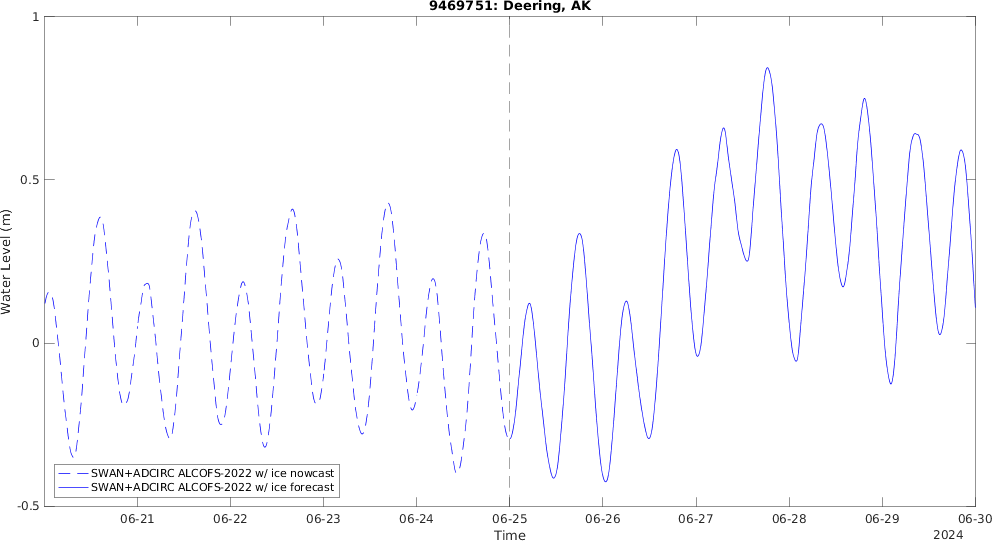 9469751: Deering, AK
1
0.5
0
-0.5
Water Level (m)
SWAN+ADCIRC ALCOFS-2022 w/ ice nowcast
SWAN+ADCIRC ALCOFS-2022 w/ ice forecast
06-21 06-22 06-23 06-24 06-25 06-26 06-27 06-28 06-29 06-30
Time
2024